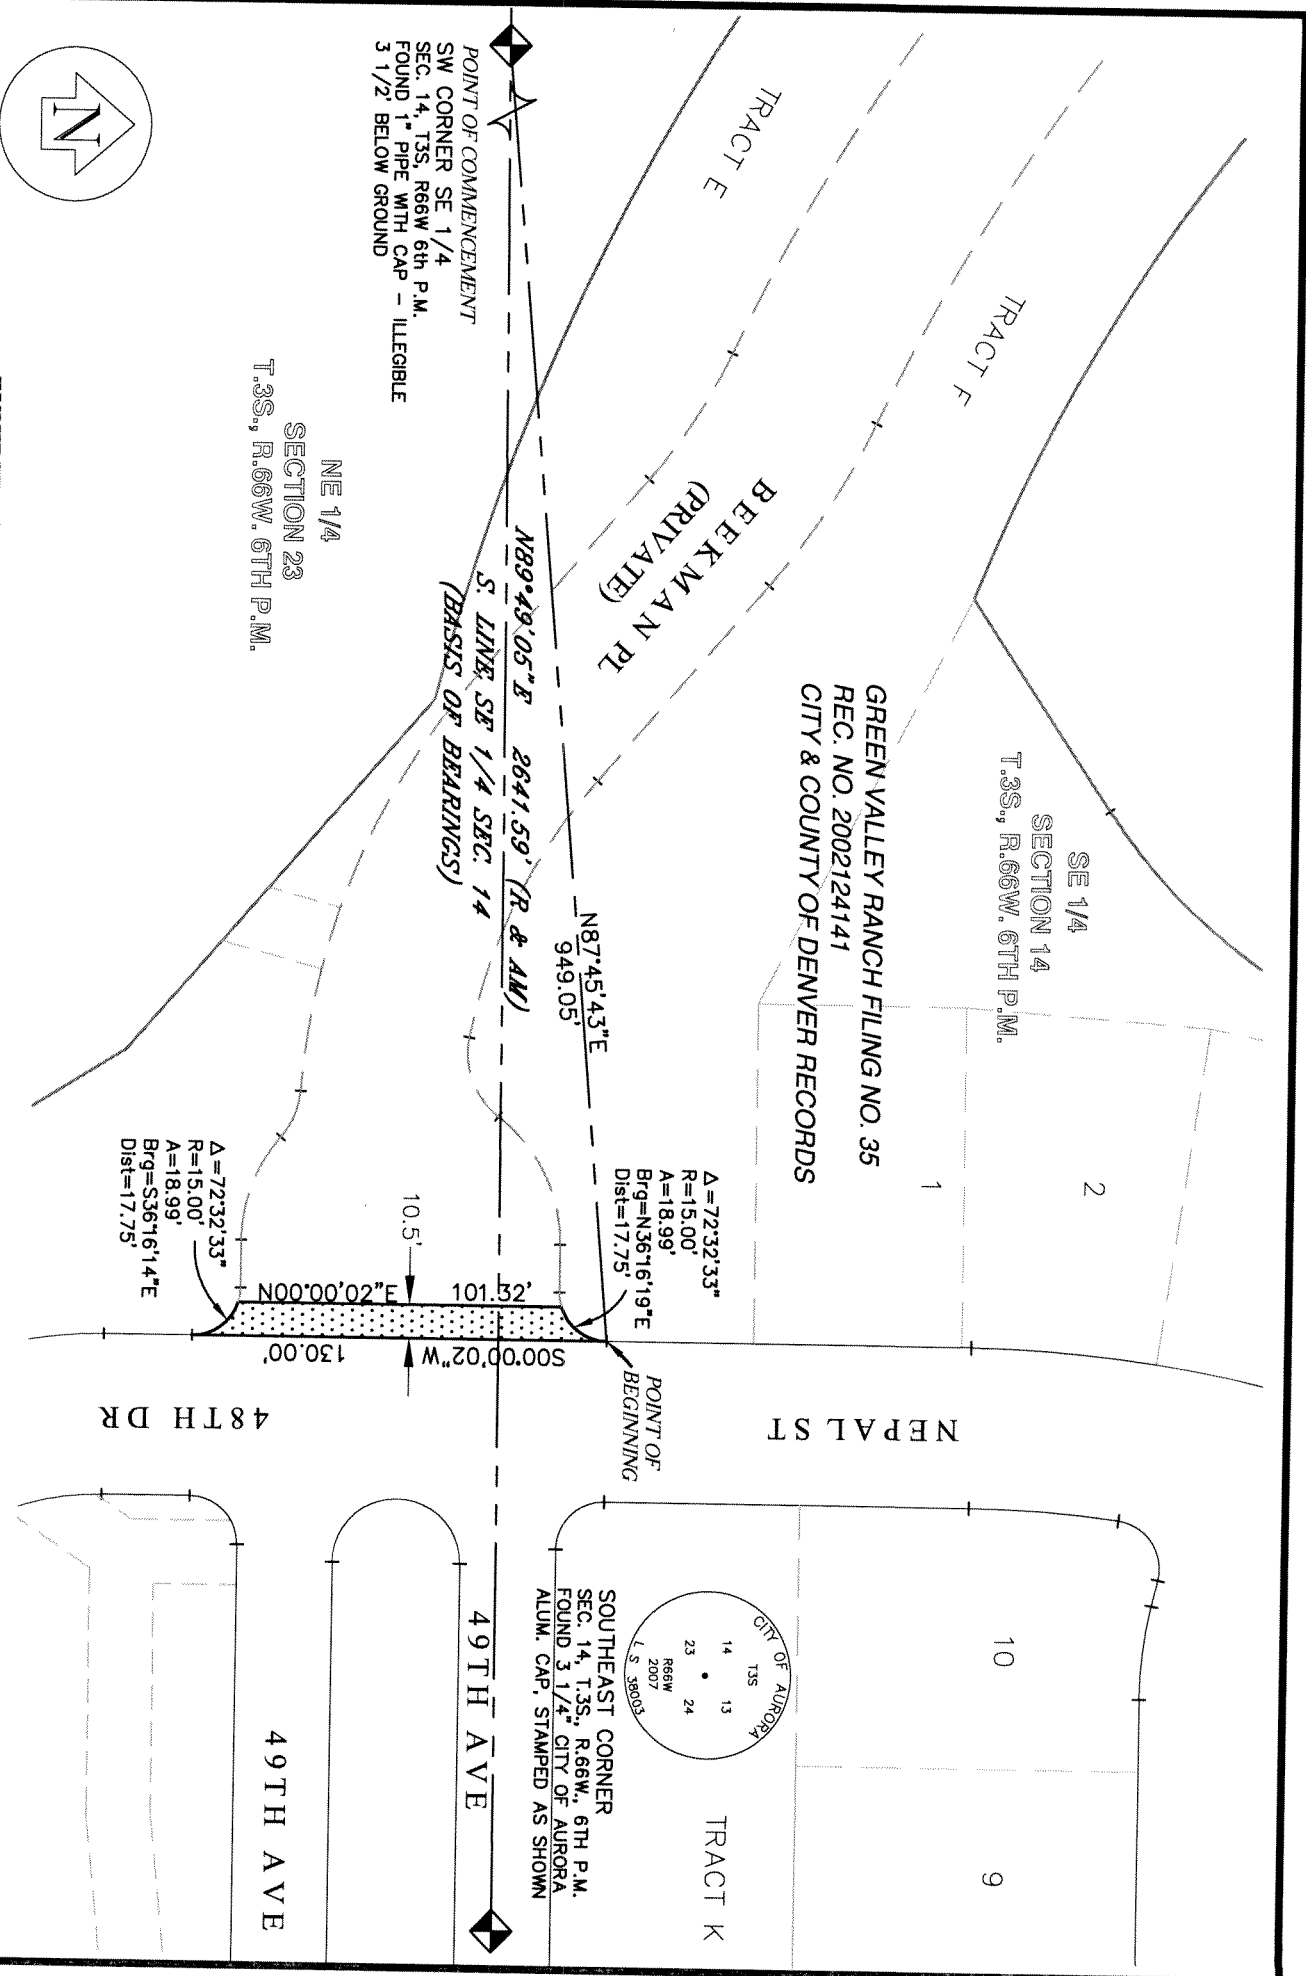 TRACT E
TRACT F
BEEKMAN PL
(PRIVATE)
SE 1/4
SECTION 14
T.3S., R.66W. 6TH P.M.
GREEN VALLEY RANCH FILING NO. 35
REC. NO. 2002124141
CITY & COUNTY OF DENVER RECORDS
2
1
POINT OF COMMENCEMENT
SW CORNER SE 1/4
SEC. 14, T3S, R66W 6th P.M.
FOUND 1" PIPE WITH CAP - ILLEGIBLE
3 1/2' BELOW GROUND
N
NE 1/4
SECTION 23
T.3S., R.66W. 6TH P.M.
N89°49'05"E 2641.59' (R & AM)
S. LINE, SE 1/4 SEC. 14
(BASIS OF BEARINGS)
N87°45'43"E
949.05'
Δ=72°32'33"
R=15.00'
A=18.99'
Brg=N36°16'19"E
Dist=17.75'
Δ=72°32'33"
R=15.00'
A=18.99'
Brg=S36°16'14"E
Dist=17.75'
10.5'
N00°00'02"E 101.32'
S00°00'02"W 130.00'
POINT OF
BEGINNING
NEPAL ST
48TH DR
10
9
TRACT K
CITY OF AURORA
T3S
14 13
23 24
R66W
2007
L S 38003
SOUTHEAST CORNER
SEC. 14, T.3S., R.66W., 6TH P.M.
FOUND 3 1/4" CITY OF AURORA
ALUM. CAP, STAMPED AS SHOWN
49TH AVE
49TH AVE